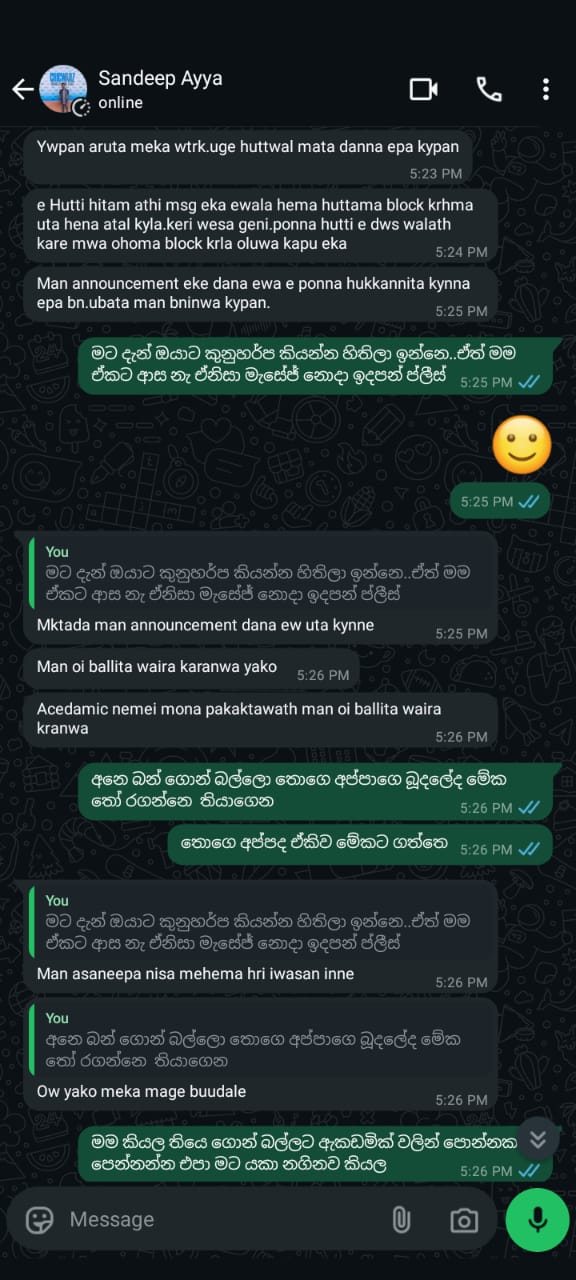 Sandeep Ayya
online
Ywpan aruta meka wtrk.uge huttwal mata danna epa kypan
5:23 PM
e Hutti hitam athi msg eka ewala hema huttama block krhma
uta hena atal kyla.keri wesa geni.ponna hutti e dws walath
kare mwa ohoma block krla oluwa kapu eka
5:24 PM
Man announcement eke dana ewa e ponna hukkannita kynna
epa bn.ubata man bninwa kypan.
5:25 PM
මට දැන් ඔයාට කුනුහර්ප කියන්න හිතිලා ඉන්නෙ..ඒත් මම
ඒකට ආස නැ ඒනිසා මැසේජ් නොදා ඉදපන් ප්ලීස්
5:25 PM
🙂
5:25 PM
You
මට දැන් ඔයාට කුනුහර්ප කියන්න හිතිලා ඉන්නෙ..ඒත් මම
ඒකට ආස නැ ඒනිසා මැසේජ් නොදා ඉදපන් ප්ලීස්
Mktada man announcement dana ew uta kynne
5:25 PM
Man oi ballita waira karanwa yako
5:26 PM
Acedamic nemei mona pakaktawath man oi ballita waira
kranwa
5:26 PM
අනෙ බන් ගොන් බල්ලො තොගෙ අප්පාගෙ බූදලේද මේක
තෝ රගන්නෙ තියාගෙන
5:26 PM
තොගෙ අප්පද ඒකිව මේකට ගත්තෙ
5:26 PM
You
මට දැන් ඔයාට කුනුහර්ප කියන්න හිතිලා ඉන්නෙ..ඒත් මම
ඒකට ආස නැ ඒනිසා මැසේජ් නොදා ඉදපන් ප්ලීස්
Man asaneepa nisa mehema hri iwasan inne
5:26 PM
You
අනෙ බන් ගොන් බල්ලො තොගෙ අප්පාගෙ බූදලේද මේක
තෝ රගන්නෙ තියාගෙන
Ow yako meka mage buudale
5:26 PM
මම කියල තියෙ ගොන් බල්ලට ඇකඩමික් වලින් පොන්නක
පෙන්නන්න එපා මට යකා නගිනව කියල
5:26 PM
Message